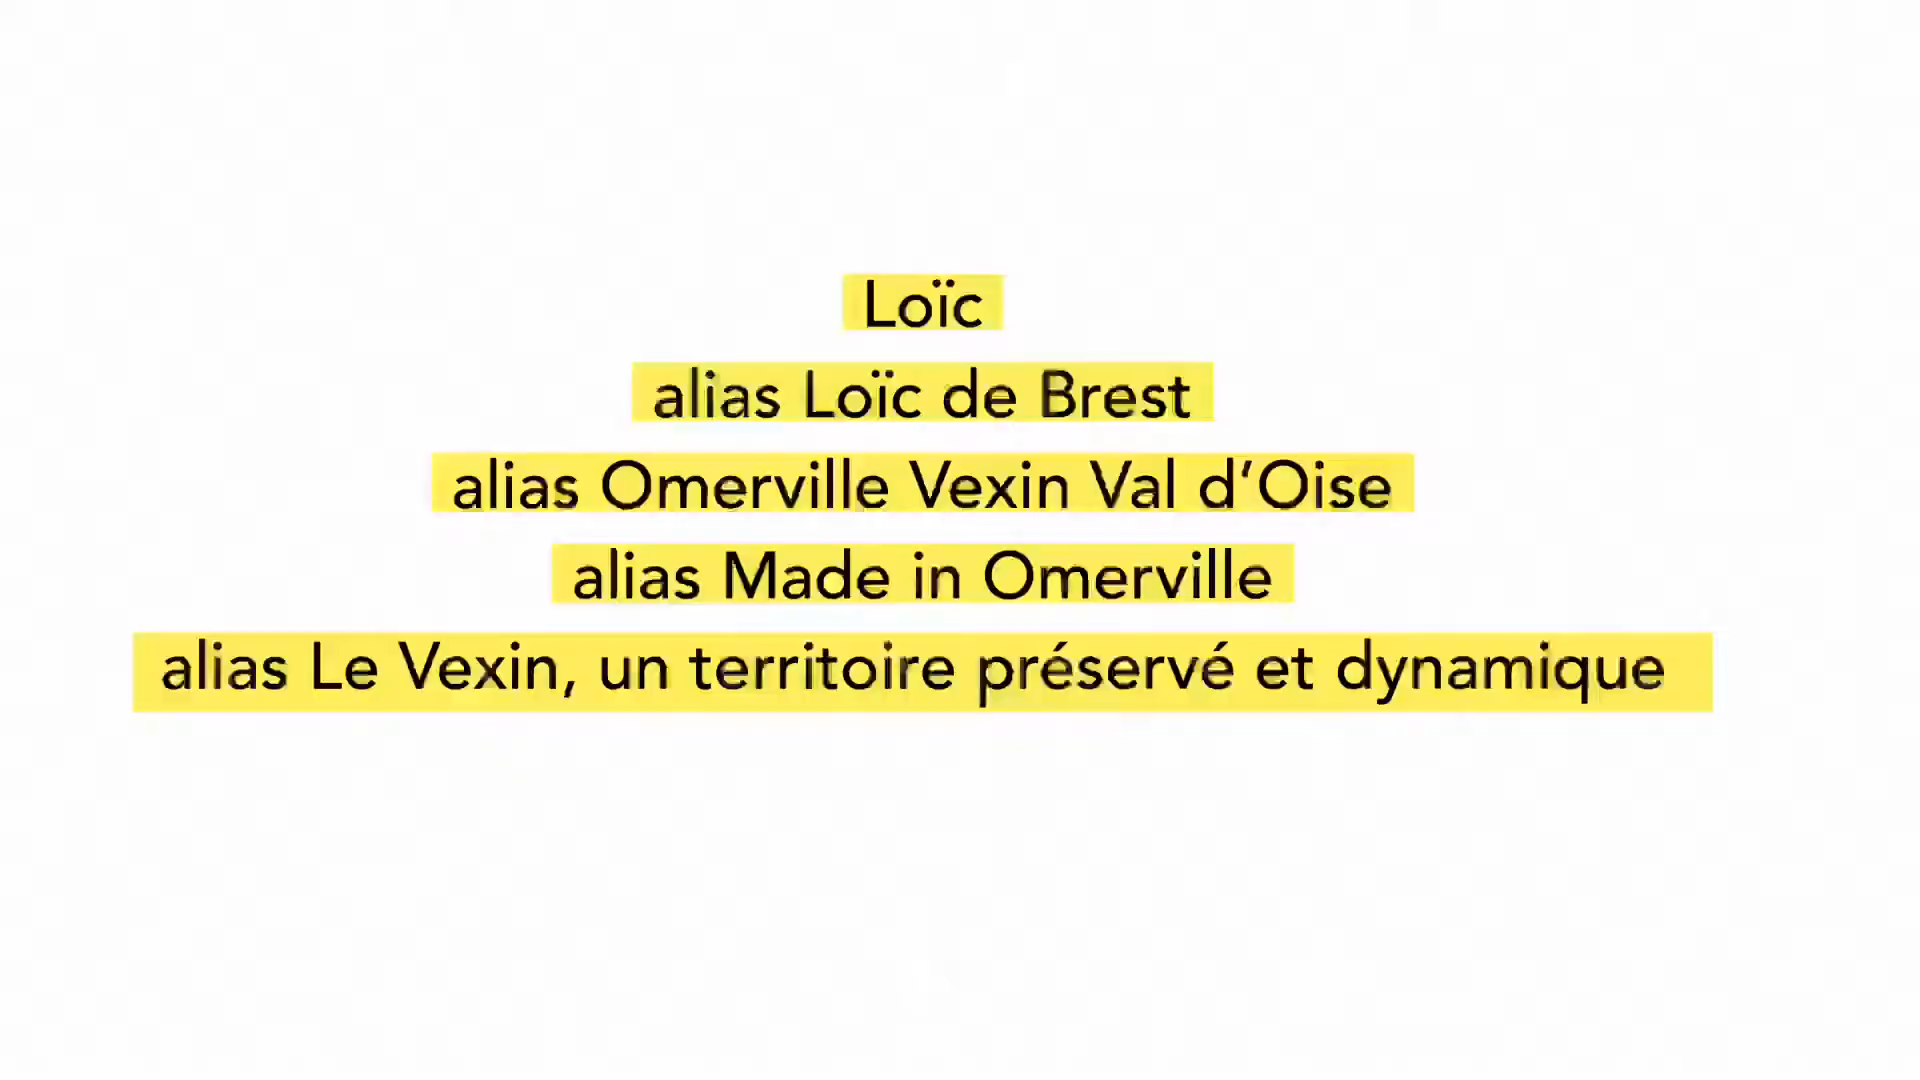 Loïc
alias Loïc de Brest
alias Omerville Vexin Val d’Oise
alias Made in Omerville
alias Le Vexin, un territoire préservé et dynamique